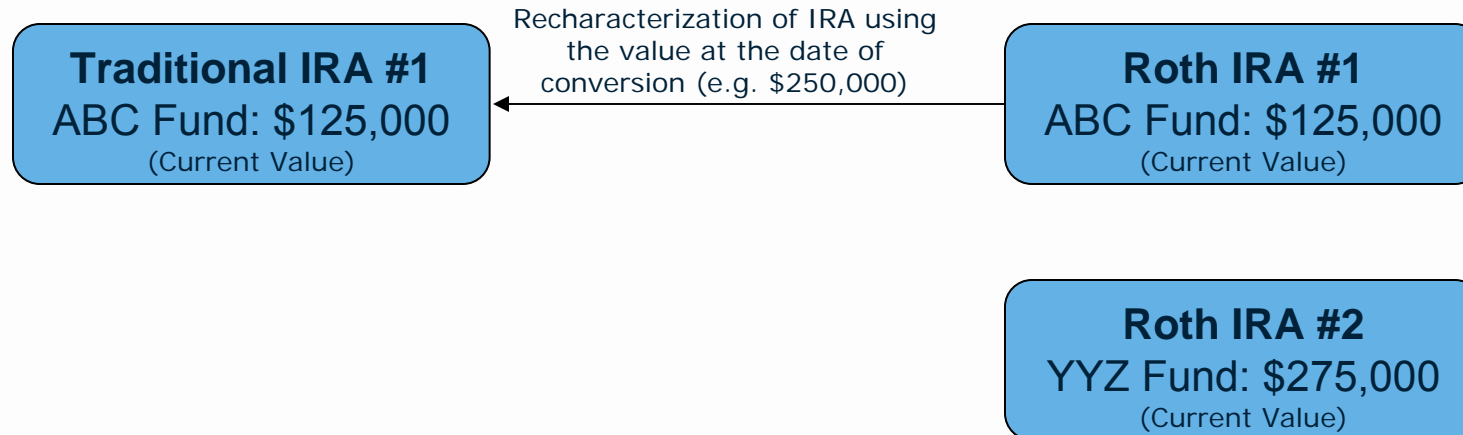 Recharacterization of IRA using
the value at the date of
conversion (e.g. $250,000)
Traditional IRA #1
ABC Fund: $125,000
(Current Value)
Roth IRA #1
ABC Fund: $125,000
(Current Value)
Roth IRA #2
YYZ Fund: $275,000
(Current Value)